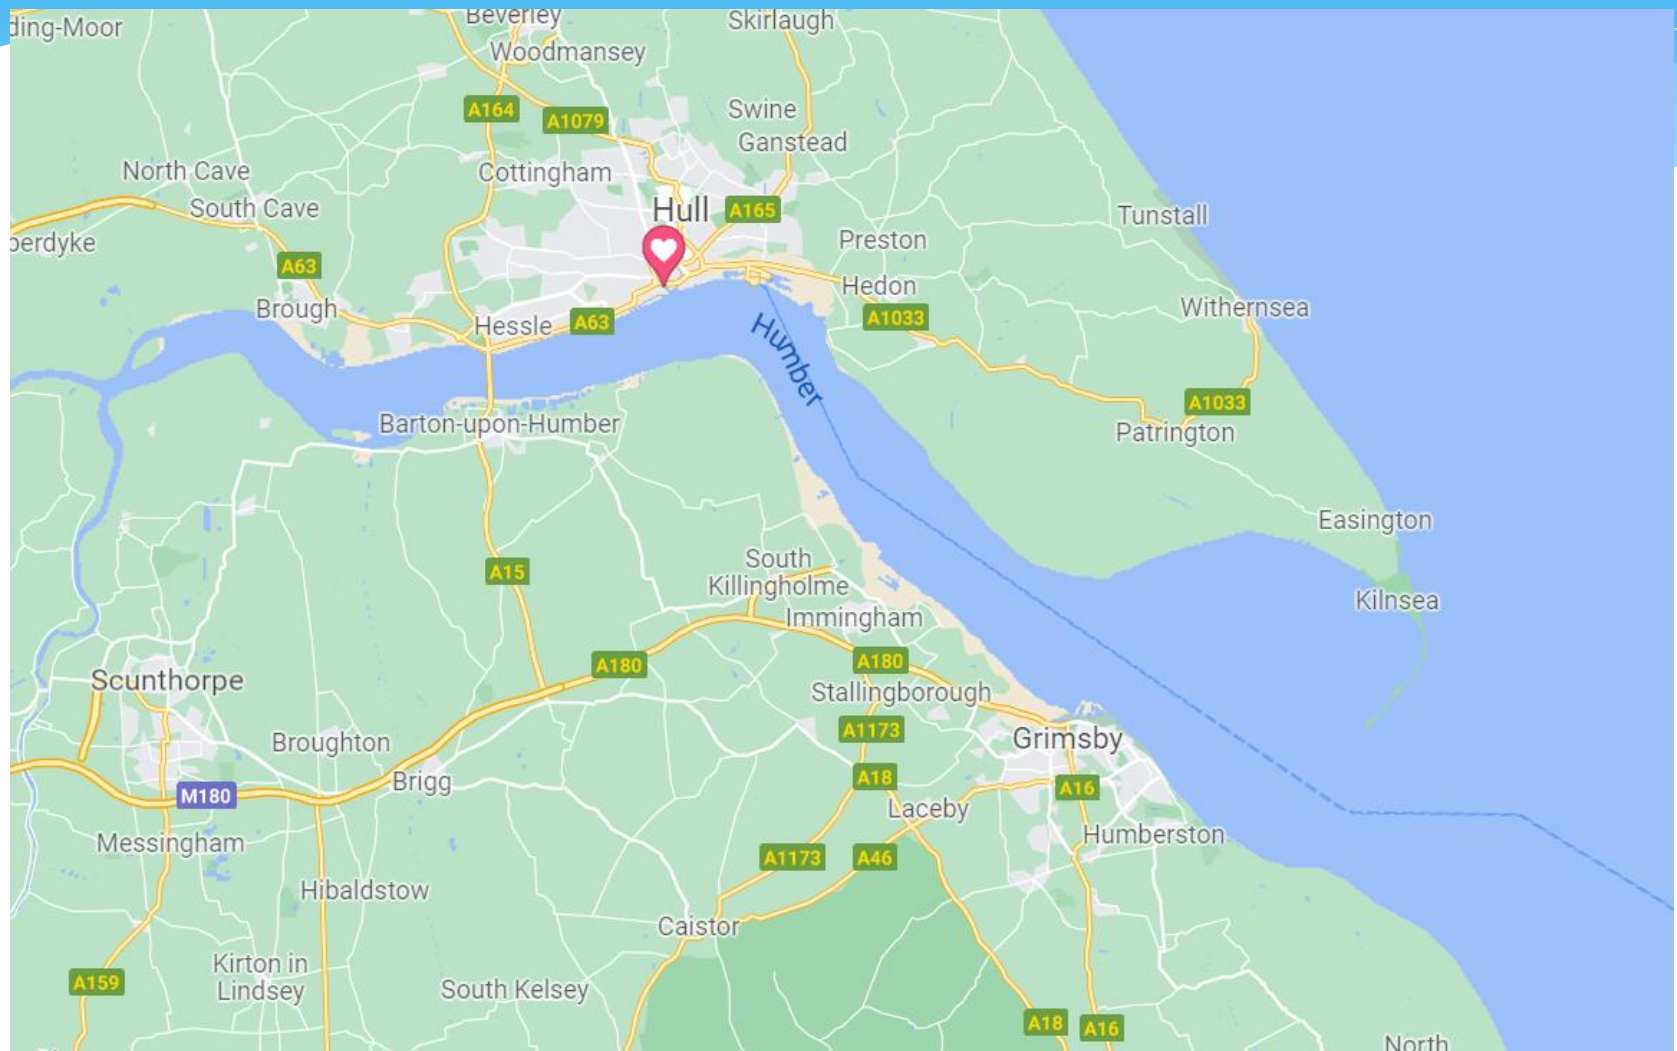 Beverley
Skirlaugh
ding-Moor
Woodmansey
A164
A1079
Swine
Ganstead
North Cave
Cottingham
South Cave
Hull
A165
Tunstall
perdyke
Preston
A63
Hedon
Brough
Hessle
A63
A1033
Withernsea
Humber
A1033
Barton-upon-Humber
Patrington
Easington
South
Killingholme
A15
Kilnsea
Immingham
A180
A180
Scunthorpe
Stallingborough
A1173
Grimsby
Broughton
Brigg
A18
A16
M180
Laceby
Messingham
Humberston
A1173
A46
Hibaldstow
Caistor
Kirton in
Lindsey
A159
South Kelsey
A18
A16
North